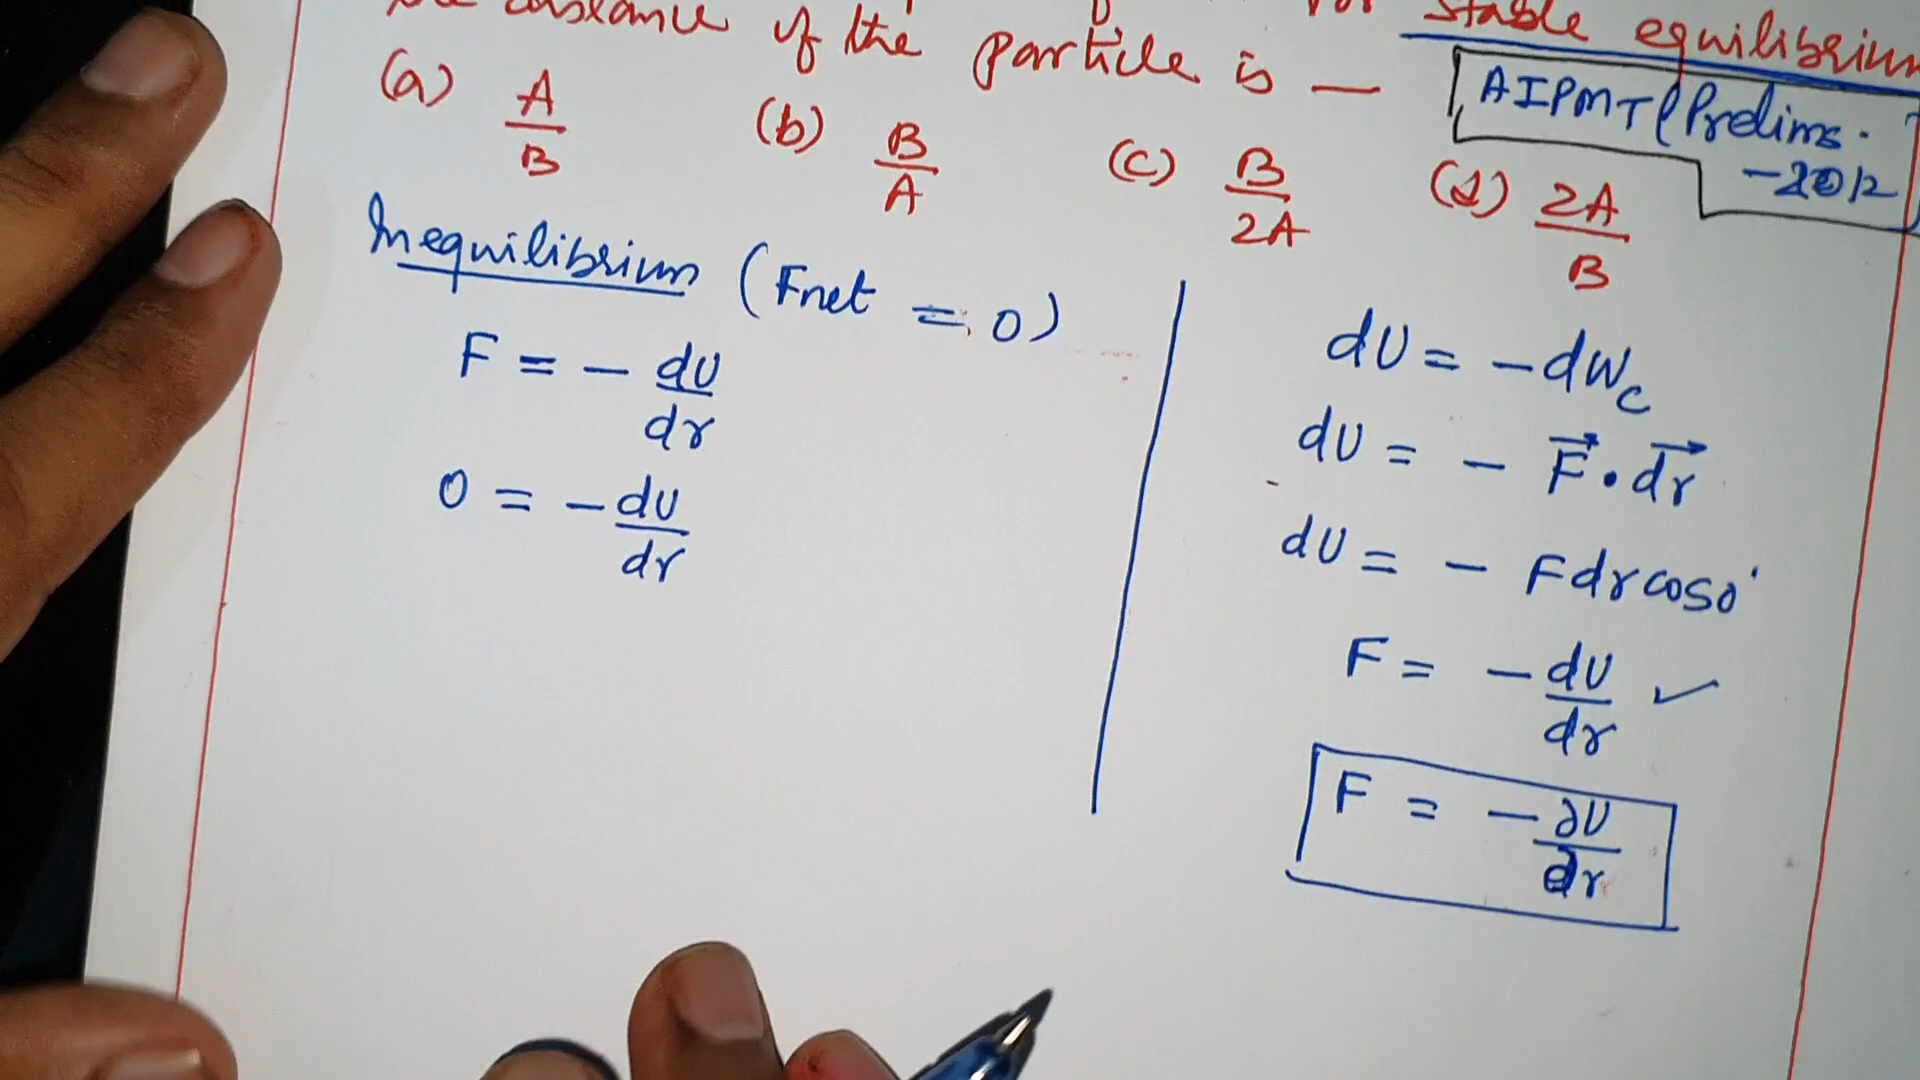 distance of the particle is — stable equilibrium
AIPMT (Prelims.
-2012
(a) A/B (b) B/A (c) B/2A (d) 2A/B
In equilibrium (Fnet = 0)
F = - dU/dr
0 = - dU/dr
dU = - dWc
dU = - F⃗ . dr⃗
dU = - F dr cos0°
F = - dU/dr ✓
F = - ∂U/∂r